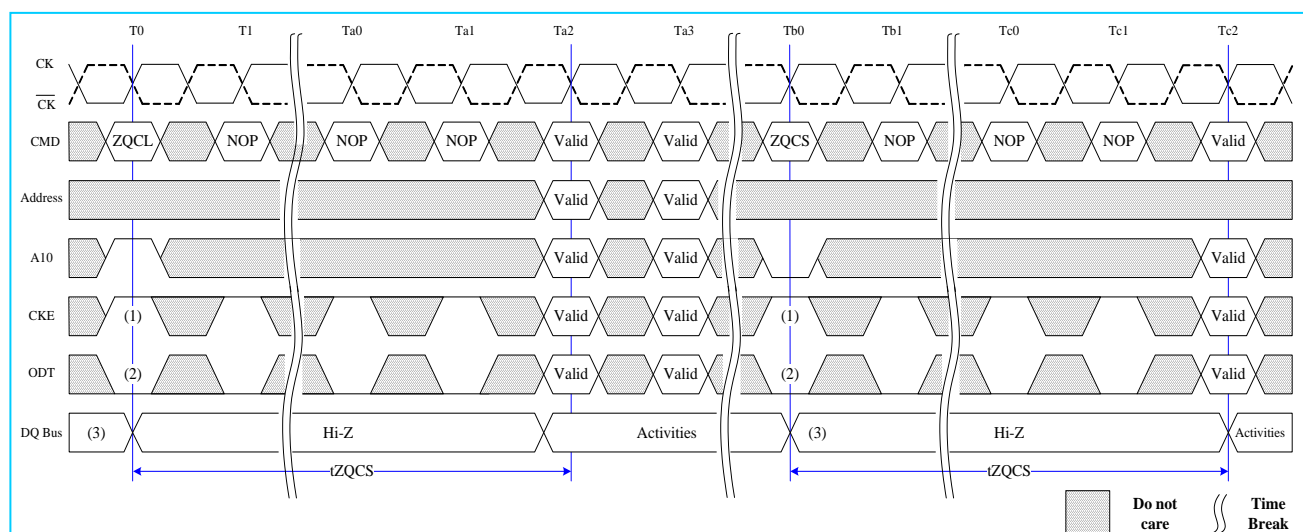 T0 T1 Ta0 Ta1 Ta2 Ta3 Tb0 Tb1 Tc0 Tc1 Tc2
CK
CK
CMD ZQCL NOP NOP NOP Valid Valid ZQCS NOP NOP NOP Valid
Address Valid Valid
A10 Valid Valid Valid
CKE (1) Valid Valid (1) Valid
ODT (2) Valid Valid (2) Valid
DQ Bus (3) Hi-Z Activities (3) Hi-Z Activities
tZQCS tZQCS
Do not care
Time Break